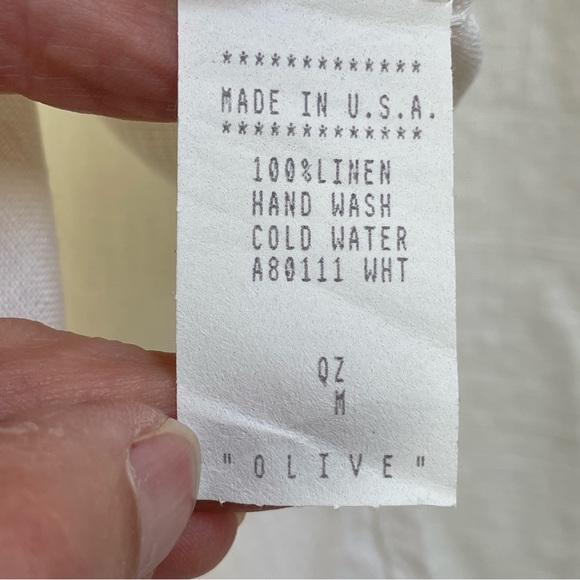 *************
MADE IN U.S.A.
*************
100%LINEN
HAND WASH
COLD WATER
A80111 WHT
QZ
M
"OLIVE"